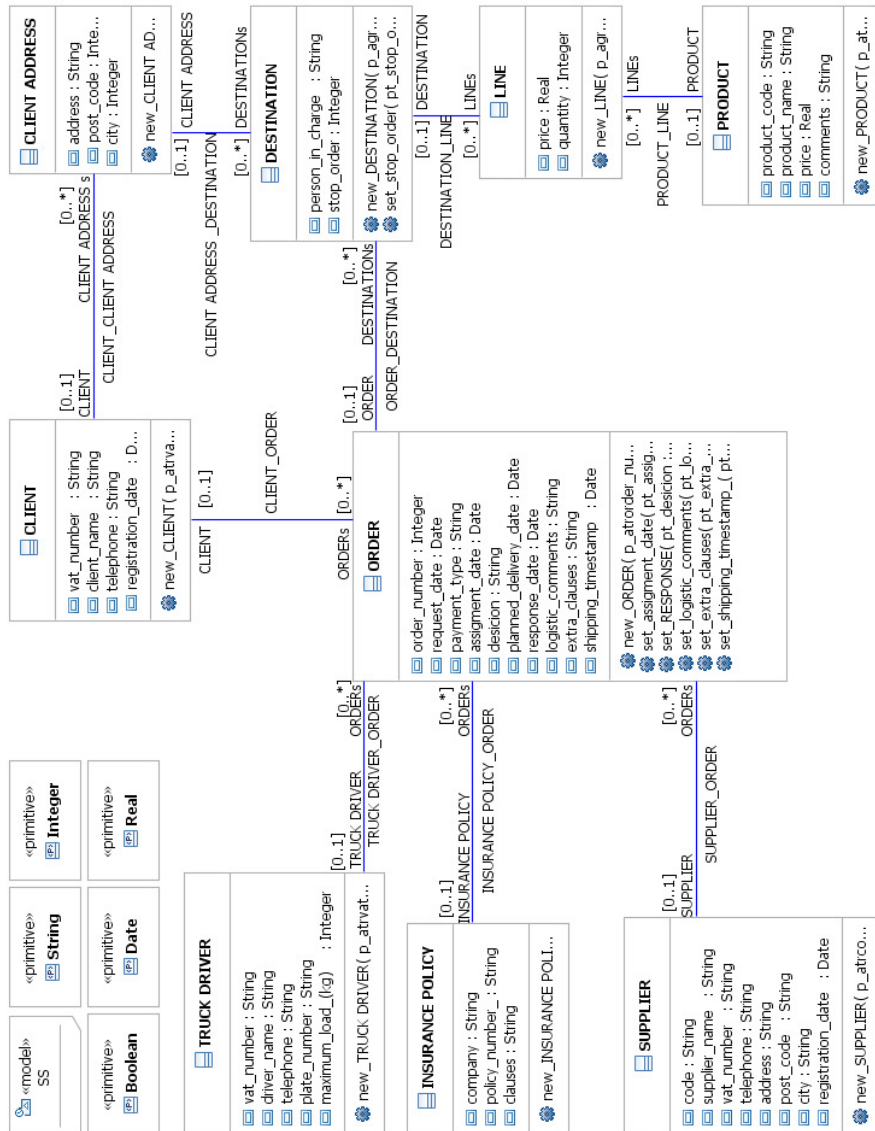 «model»
SS
«primitive»
String
«primitive»
Integer
«primitive»
Boolean
«primitive»
Date
«primitive»
Real
CLIENT
vat_number : String
client_name : String
telephone : String
registration_date : D...
new_CLIENT( p_atrva...
[0..1]
CLIENT
CLIENT ADDRESS s
[0..*]
CLIENT_CLIENT ADDRESS
CLIENT ADDRESS
address : String
post_code : Inte...
city : Integer
new_CLIENT AD...
[0..1]
CLIENT ADDRESS
CLIENT ADDRESS _DESTINATION
[0..*]
DESTINATIONs
CLIENT
[0..1]
CLIENT_ORDER
ORDERs
[0..*]
TRUCK DRIVER
vat_number : String
driver_name : String
telephone : String
plate_number : String
maximum_load_(kg) : Integer
new_TRUCK DRIVER( p_atrvat...
[0..1]
TRUCK DRIVER
TRUCK DRIVER_ORDER
[0..*]
ORDERs
ORDER
order_number : Integer
request_date : Date
payment_type : String
assigment_date : Date
desicion : String
planned_delivery_date : Date
response_date : Date
logistic_comments : String
extra_clauses : String
shipping_timestamp : Date
new_ORDER( p_atrorder_nu...
set_assigment_date( pt_assig...
set_RESPONSE( pt_desicion :...
set_logistic_comments( pt_lo...
set_extra_clauses( pt_extra_...
set_shipping_timestamp_( pt...
[0..1]
ORDER
ORDER_DESTINATION
[0..*]
DESTINATIONs
DESTINATION
person_in_charge : String
stop_order : Integer
new_DESTINATION( p_agr...
set_stop_order( pt_stop_o...
[0..1]
DESTINATION
DESTINATION_LINE
[0..*]
LINEs
INSURANCE POLICY
company : String
policy_number_ : String
clauses : String
new_INSURANCE POLI...
[0..1]
INSURANCE POLICY
INSURANCE POLICY_ORDER
[0..*]
ORDERs
LINE
price : Real
quantity : Integer
new_LINE( p_agr...
[0..*]
LINEs
PRODUCT_LINE
[0..1]
PRODUCT
SUPPLIER
code : String
supplier_name : String
vat_number : String
telephone : String
address : String
post_code : String
city : String
registration_date : Date
new_SUPPLIER( p_atrco...
[0..1]
SUPPLIER
SUPPLIER_ORDER
[0..*]
ORDERs
PRODUCT
product_code : String
product_name : String
price : Real
comments : String
new_PRODUCT( p_at...